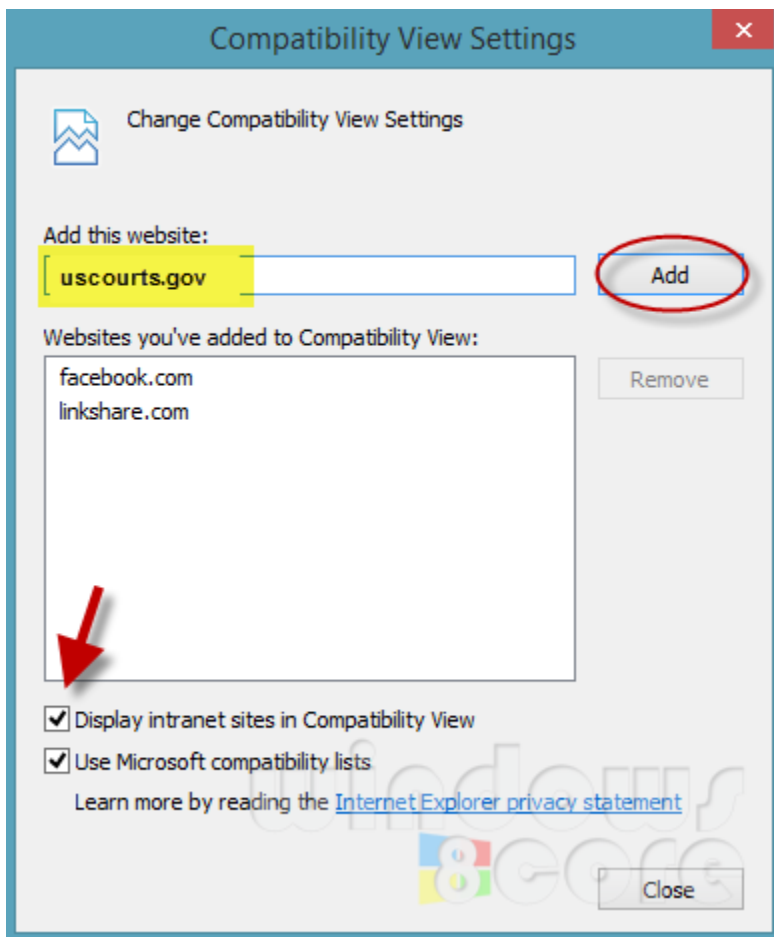 Compatibility View Settings
Change Compatibility View Settings
Add this website:
uscourts.gov
Add
Websites you've added to Compatibility View:
facebook.com
Remove
linkshare.com
Display intranet sites in Compatibility View
Use Microsoft compatibility lists
Learn more by reading the Internet Explorer privacy statement
windows
8core
Close